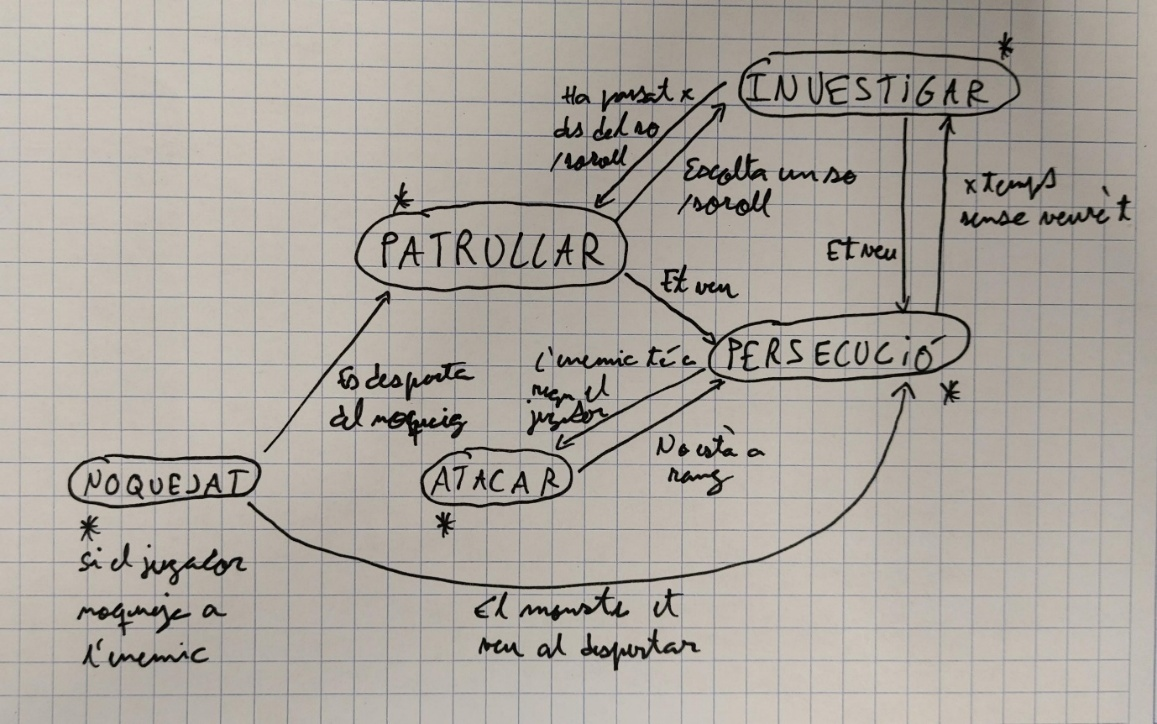 *
INVESTIGAR
Ha passat x
ds del so
/soroll
Escolta un so
/soroll
x temps
sense veure't
Et veu
*
PATRULLAR
Et veu
PERSECUCIÓ
*
L'enemic té a
rang el
jugador
No està a
rang
Es desperta
del noqueig
NOQUEJAT
*
Si el jugador
noqueja a
l'enemic
ATACAR
*
El monstre et
veu al despertar